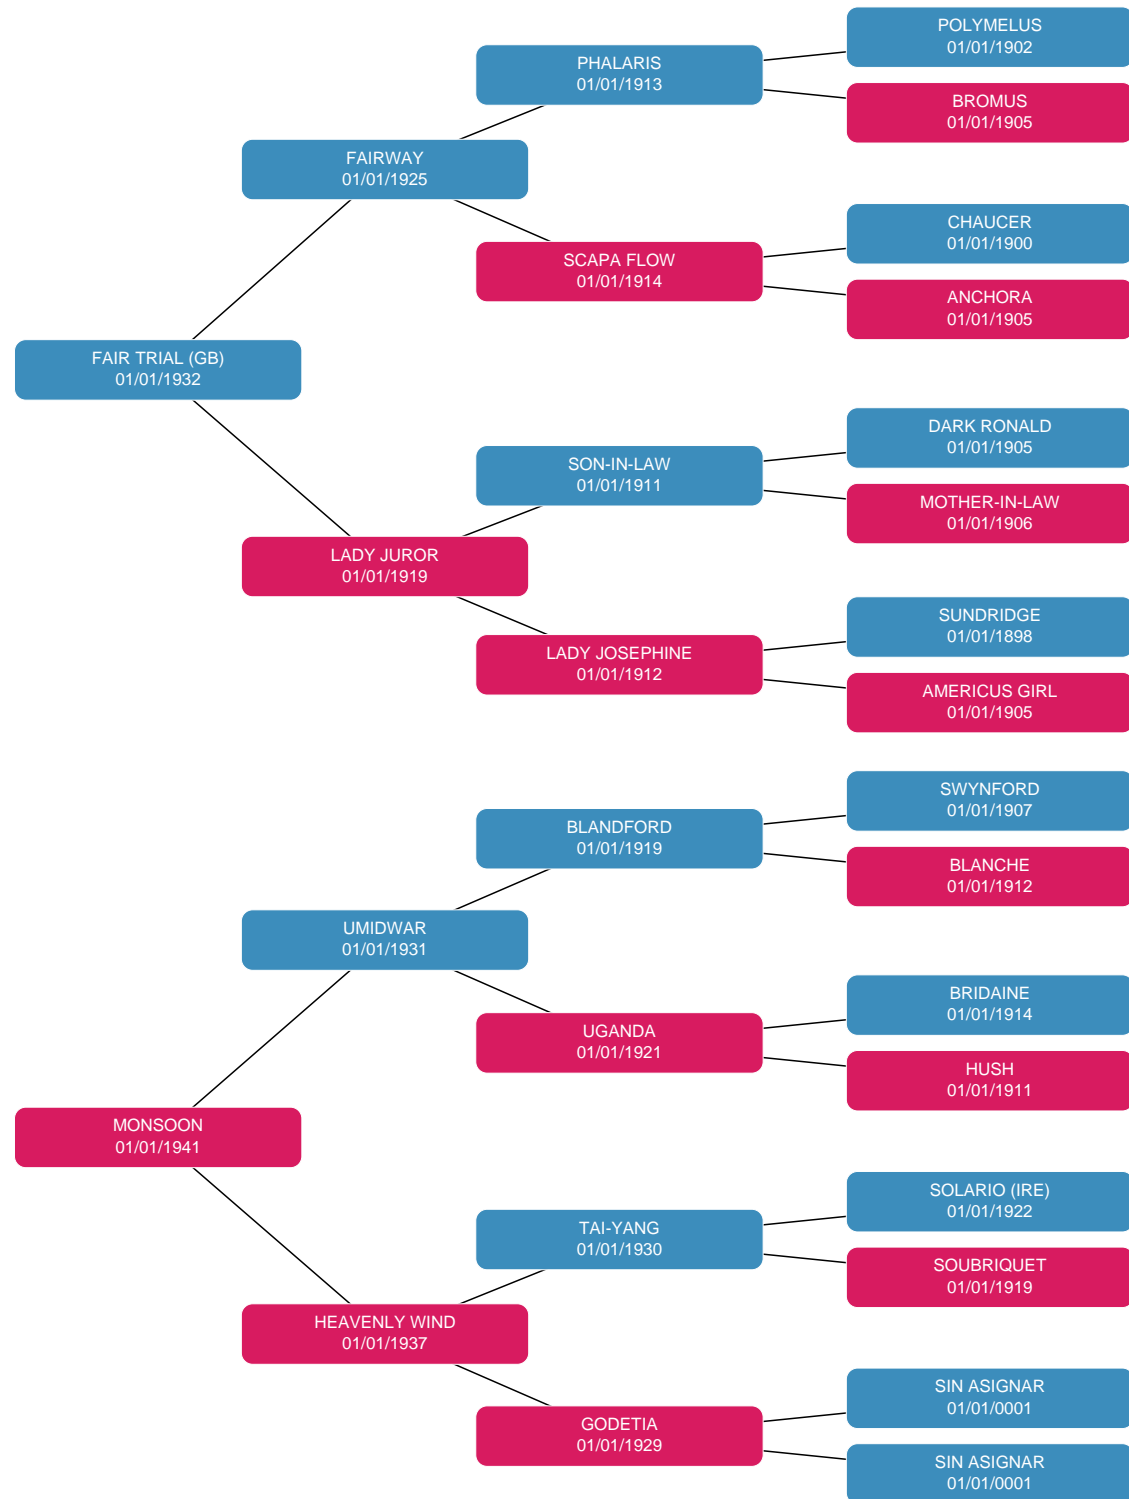 POLYMELUS
01/01/1902
PHALARIS
01/01/1913
BROMUS
01/01/1905
FAIRWAY
01/01/1925
CHAUCER
01/01/1900
SCAPA FLOW
01/01/1914
ANCHORA
01/01/1905
FAIR TRIAL (GB)
01/01/1932
DARK RONALD
01/01/1905
SON-IN-LAW
01/01/1911
MOTHER-IN-LAW
01/01/1906
LADY JUROR
01/01/1919
SUNDRIDGE
01/01/1898
LADY JOSEPHINE
01/01/1912
AMERICUS GIRL
01/01/1905
SWYNFORD
01/01/1907
BLANDFORD
01/01/1919
BLANCHE
01/01/1912
UMIDWAR
01/01/1931
BRIDAINE
01/01/1914
UGANDA
01/01/1921
HUSH
01/01/1911
MONSOON
01/01/1941
SOLARIO (IRE)
01/01/1922
TAI-YANG
01/01/1930
SOUBRIQUET
01/01/1919
HEAVENLY WIND
01/01/1937
SIN ASIGNAR
01/01/0001
GODETIA
01/01/1929
SIN ASIGNAR
01/01/0001